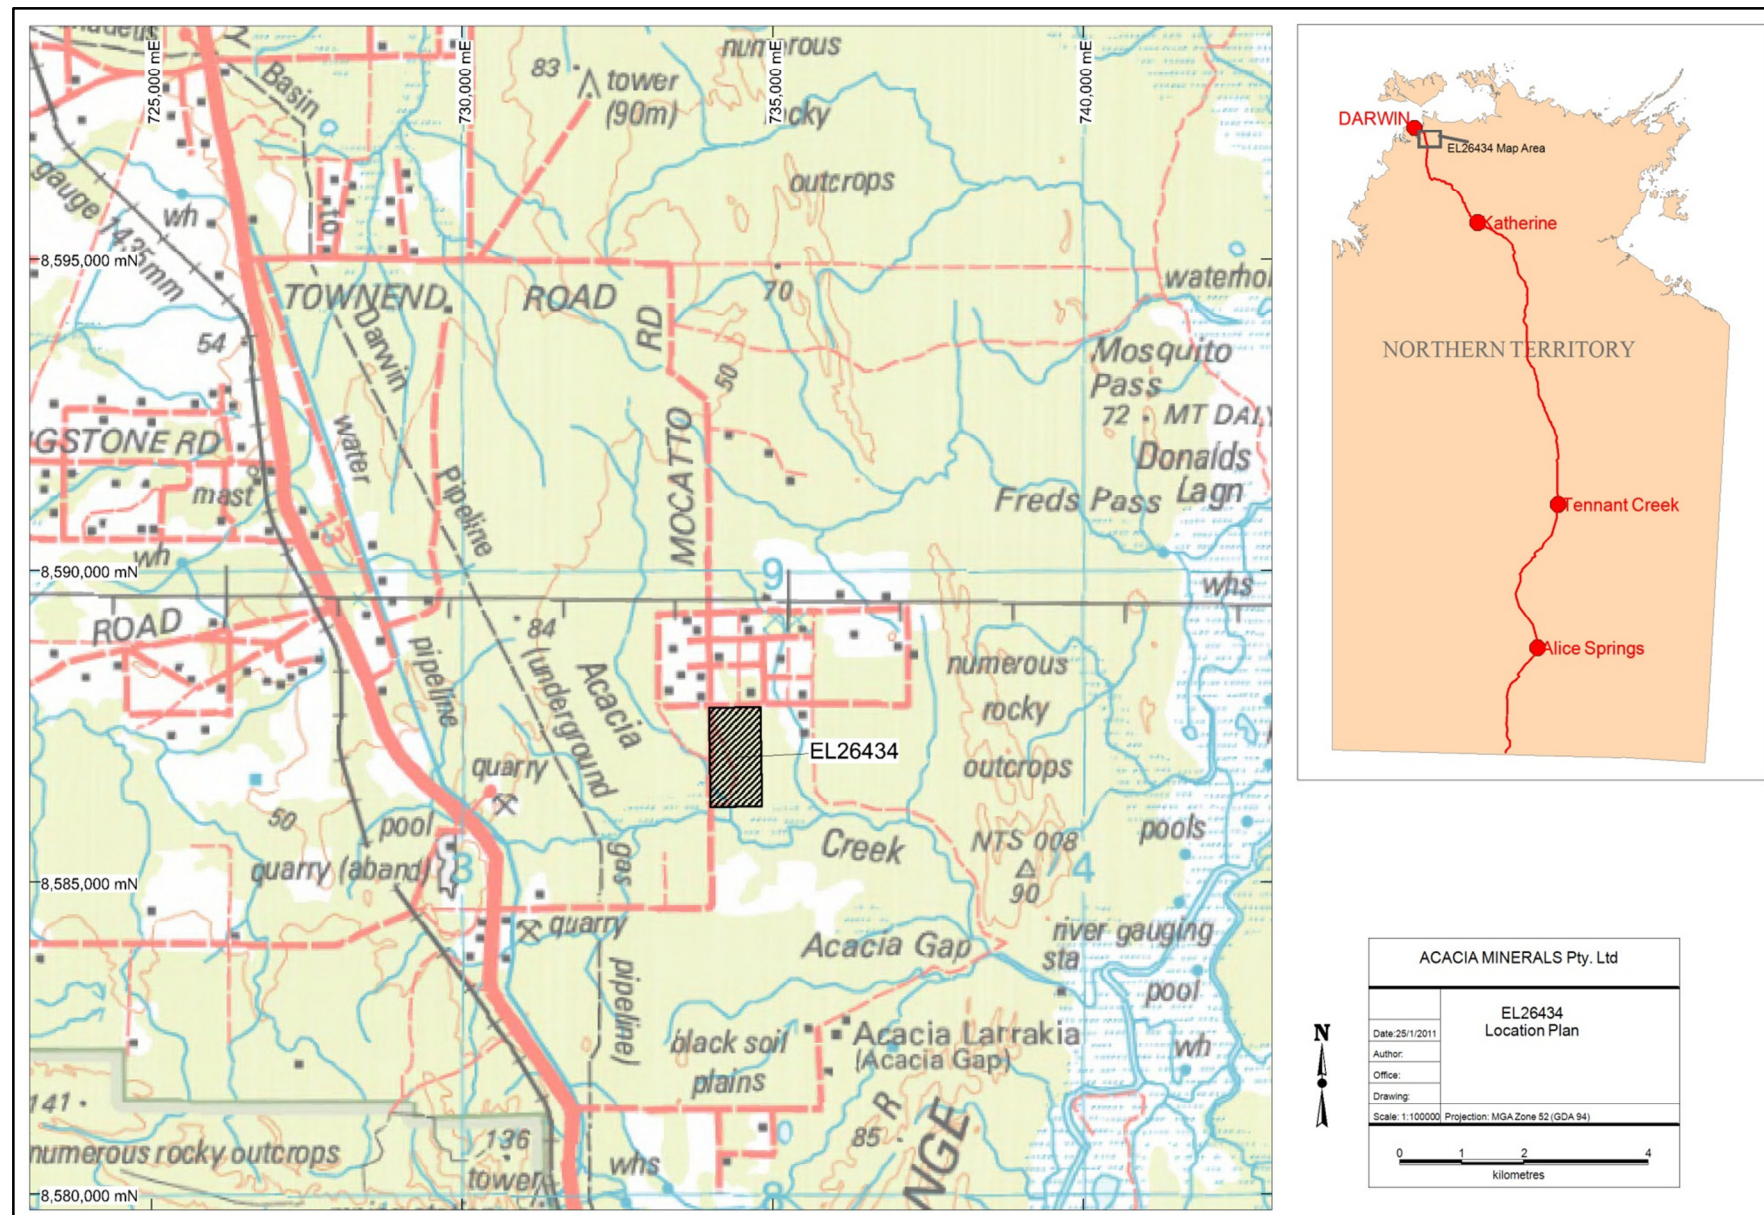 725,000 mE
730,000 mE
735,000 mE
740,000 mE
Basin
83
tower
(90m)
numerous
rocky
outcrops
gauge 1435mm
wh
to
8,595,000 mN
TOWNEND ROAD
70
waterhol
54
Darwin
RD
50
Mosquito
Pass
72 MT DALY
Donalds
Lagn
GSTONE RD
water
mast
13
Pipeline
MOCATTO
Freds Pass
wh
8,590,000 mN
9
whs
ROAD
84
pipeline
(underground
Acacia
numerous
rocky
outcrops
EL26434
quarry
50
pool
quarry (aband)
3
gas
Creek
NTS 008
90
4
pools
8,585,000 mN
quarry
Acacia Gap
river gauging
sta
pool
pipeline)
black soil
plains
Acacia Larrakia
(Acacia Gap)
wh
141
numerous rocky outcrops
136
tower
whs
85
R
NGE
8
8,580,000 mN
DARWIN
EL26434 Map Area
Katherine
NORTHERN TERRITORY
Tennant Creek
Alice Springs
N
ACACIA MINERALS Pty. Ltd
EL26434
Location Plan
Date:25/1/2011
Author:
Office:
Drawing:
Scale: 1:100000 Projection: MGA Zone 52 (GDA 94)
0 1 2 4
kilometres